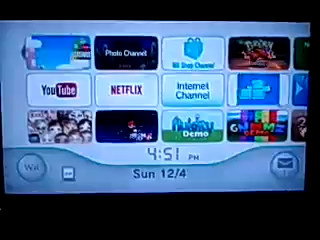 Photo Channel
Wii Shop Channel
YouTube
NETFLIX
Internet
Channel
Demo
4:51 PM
Wii
Sun 12/4